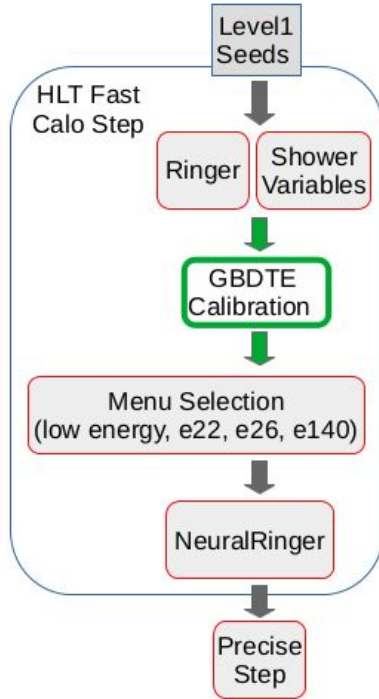 Level1
Seeds
HLT Fast
Calo Step
Ringer
Shower
Variables
GBDTE
Calibration
Menu Selection
(low energy, e22, e26, e140)
NeuralRinger
Precise
Step